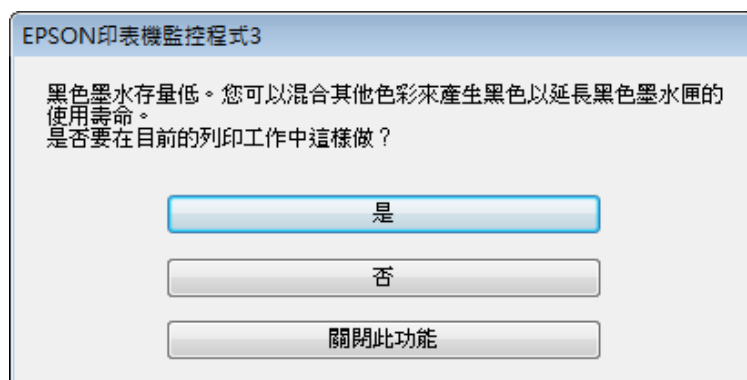 EPSON印表機監控程式3
黑色墨水存量低。您可以混合其他色彩來產生黑色以延長黑色墨水匣的
使用壽命。
是否要在目前的列印工作中這樣做？
是
否
關閉此功能